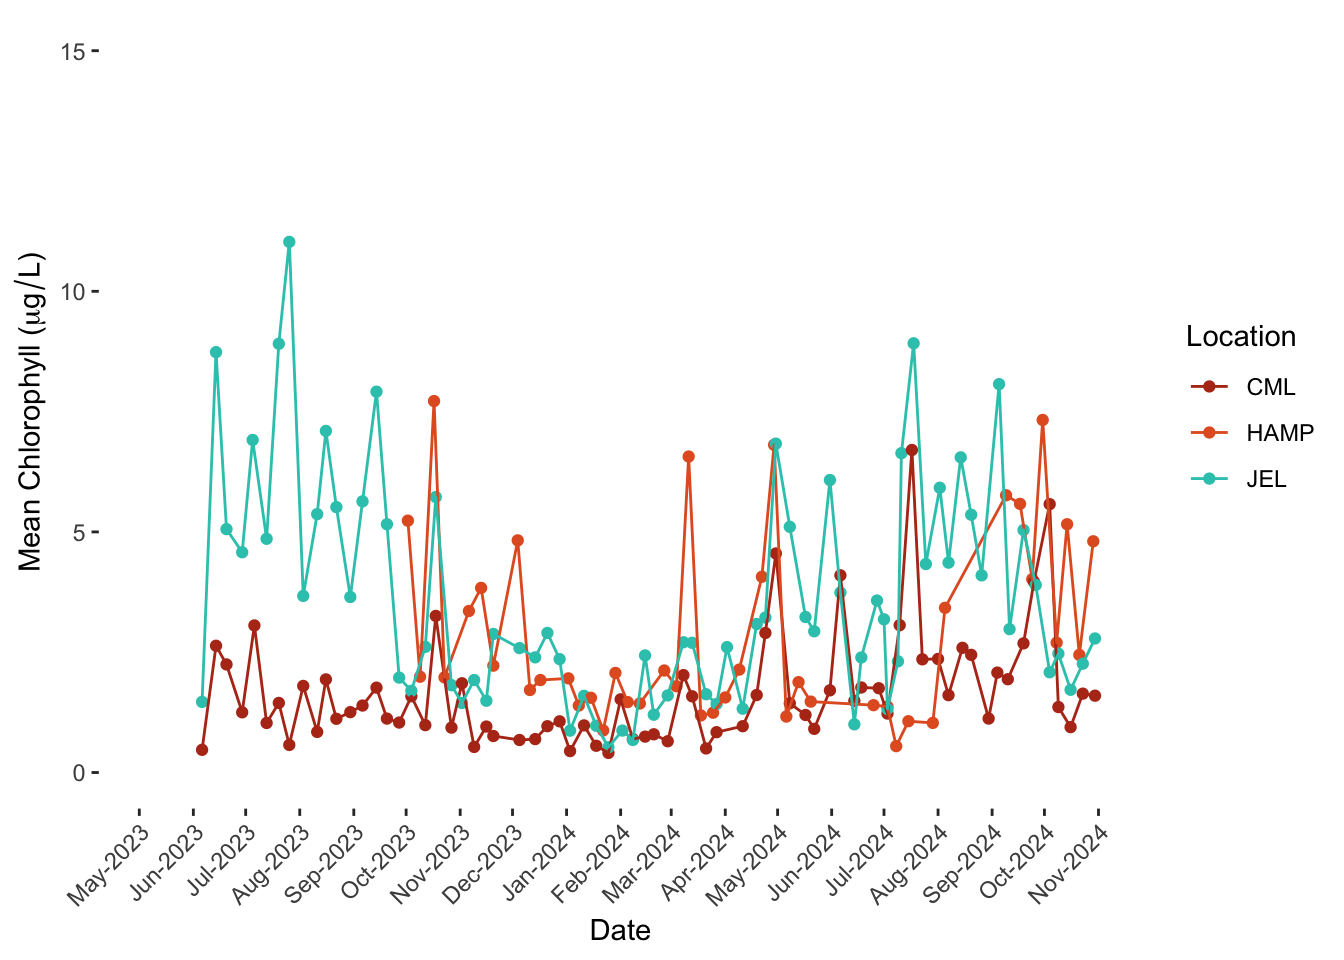 15
10
5
0
Mean Chlorophyll (μg/L)
May-2023
Jun-2023
Jul-2023
Aug-2023
Sep-2023
Oct-2023
Nov-2023
Dec-2023
Jan-2024
Feb-2024
Mar-2024
Apr-2024
May-2024
Jun-2024
Jul-2024
Aug-2024
Sep-2024
Oct-2024
Nov-2024
Date
Location
CML
HAMP
JEL